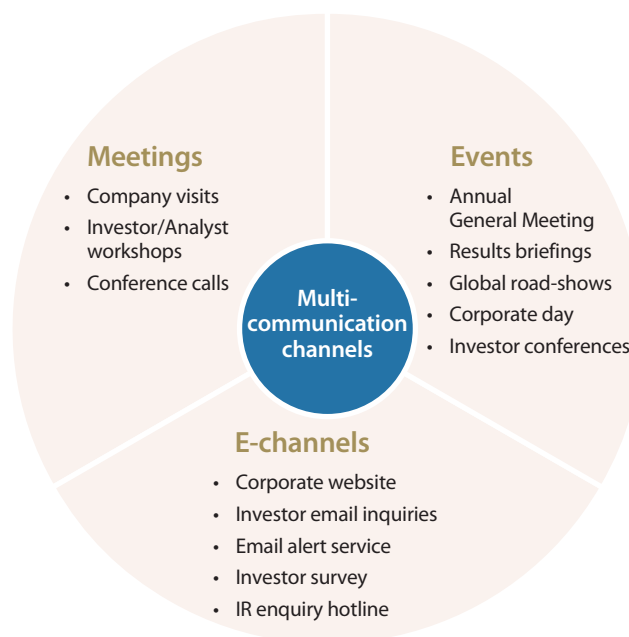 Meetings
• Company visits
• Investor/Analyst
workshops
• Conference calls
Events
• Annual
General Meeting
• Results briefings
• Global road-shows
• Corporate day
• Investor conferences
Multi-
communication
channels
E-channels
• Corporate website
• Investor email inquiries
• Email alert service
• Investor survey
• IR enquiry hotline